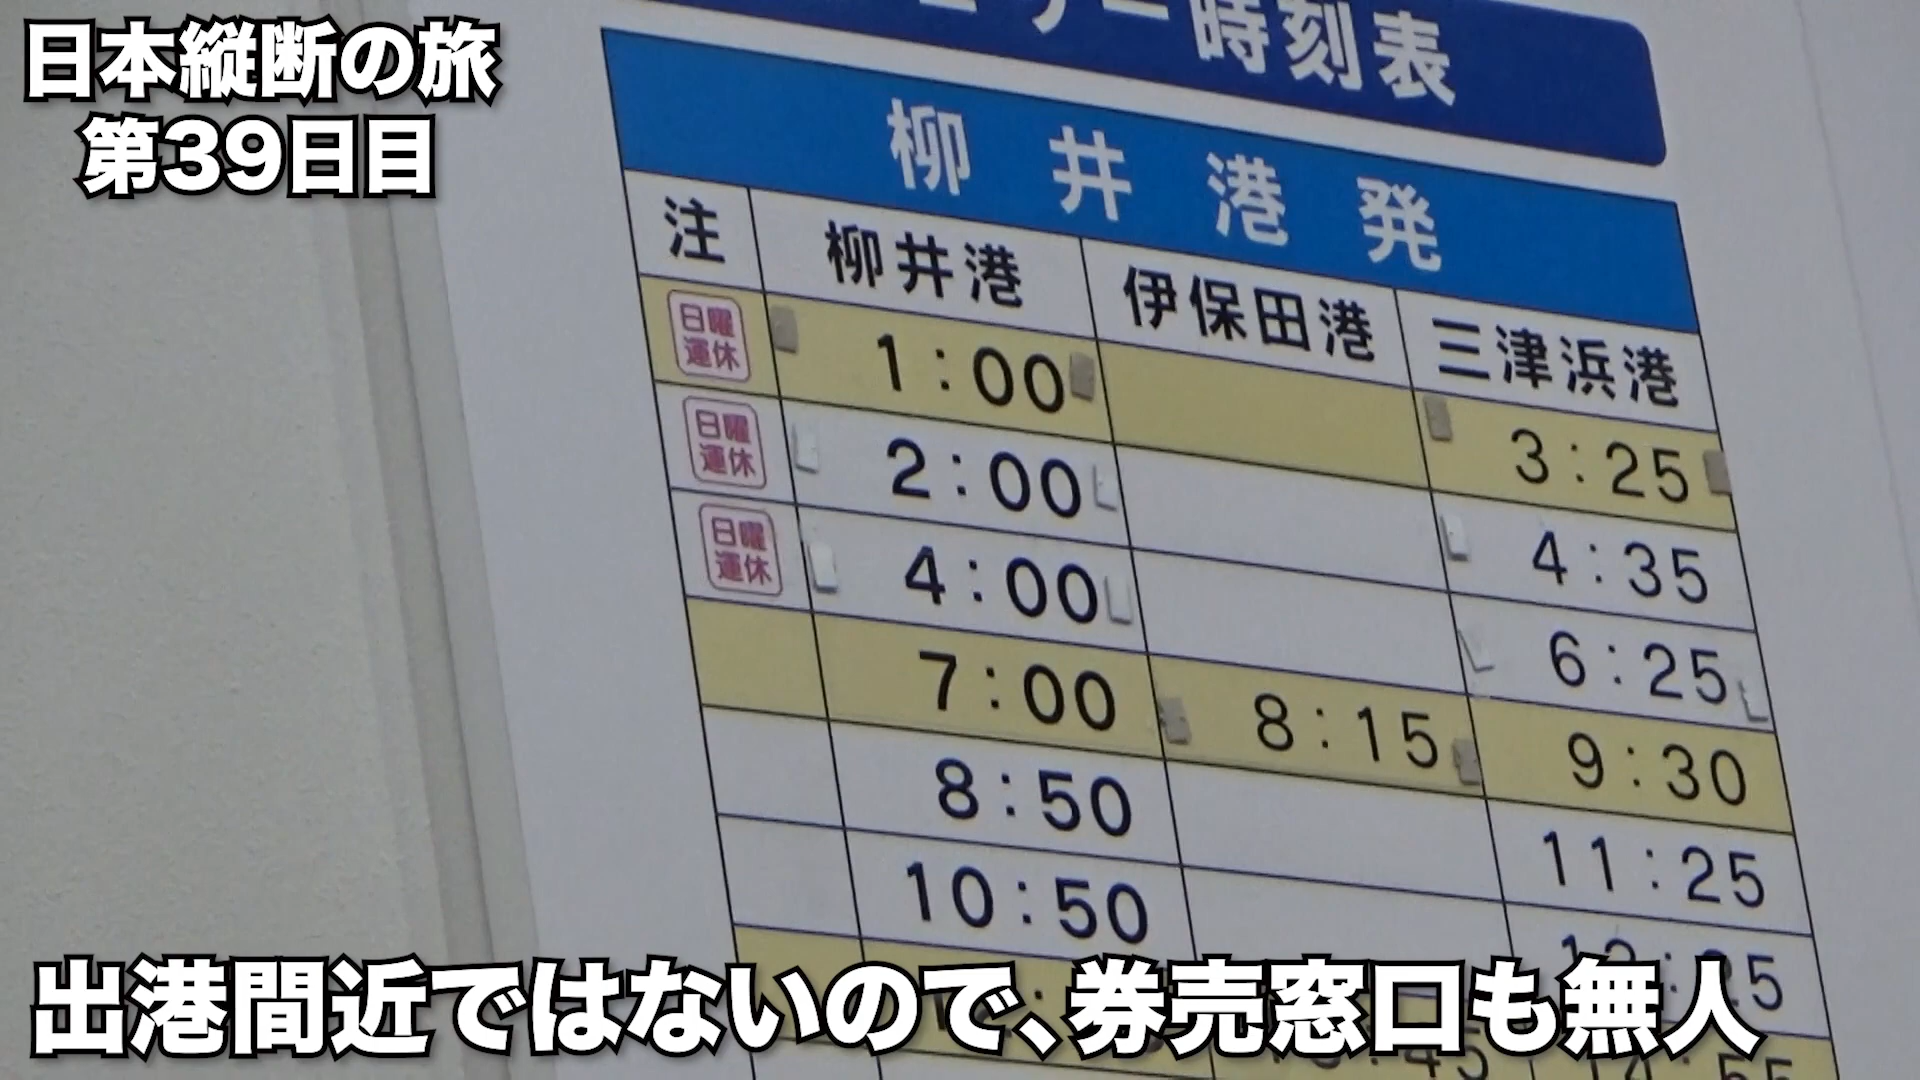 日本縦断の旅
第39日目
時刻表
柳井港発
注 柳井港 伊保田港 三津浜港
日曜運休 1:00 3:25
日曜運休 2:00 4:35
日曜運休 4:00 6:25
7:00 8:15 9:30
8:50 11:25
10:50
出港間近ではないので、券売窓口も無人